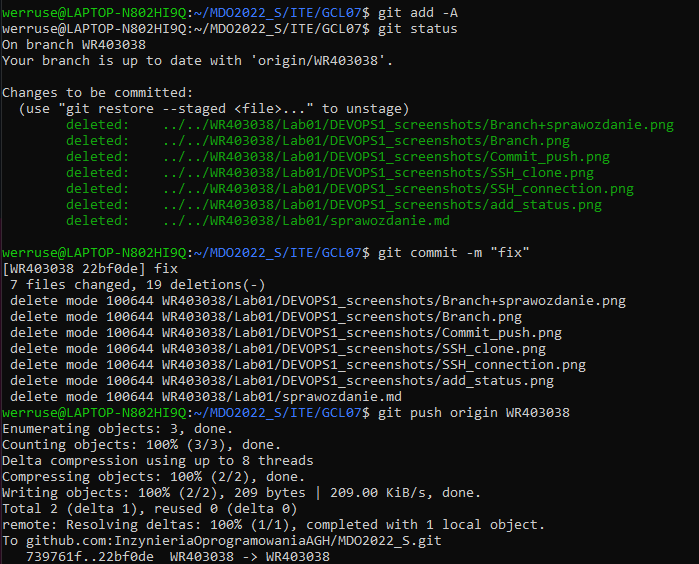 werruse@LAPTOP-N802HI9Q:~/MDO2022_S/ITE/GCL07$ git add -A
werruse@LAPTOP-N802HI9Q:~/MDO2022_S/ITE/GCL07$ git status
On branch WR403038
Your branch is up to date with 'origin/WR403038'.

Changes to be committed:
  (use "git restore --staged <file>..." to unstage)
        deleted:    ../../WR403038/Lab01/DEVOPS1_screenshots/Branch+sprawozdanie.png
        deleted:    ../../WR403038/Lab01/DEVOPS1_screenshots/Branch.png
        deleted:    ../../WR403038/Lab01/DEVOPS1_screenshots/Commit_push.png
        deleted:    ../../WR403038/Lab01/DEVOPS1_screenshots/SSH_clone.png
        deleted:    ../../WR403038/Lab01/DEVOPS1_screenshots/SSH_connection.png
        deleted:    ../../WR403038/Lab01/DEVOPS1_screenshots/add_status.png
        deleted:    ../../WR403038/Lab01/sprawozdanie.md

werruse@LAPTOP-N802HI9Q:~/MDO2022_S/ITE/GCL07$ git commit -m "fix"
[WR403038 22bf0de] fix
 7 files changed, 19 deletions(-)
 delete mode 100644 WR403038/Lab01/DEVOPS1_screenshots/Branch+sprawozdanie.png
 delete mode 100644 WR403038/Lab01/DEVOPS1_screenshots/Branch.png
 delete mode 100644 WR403038/Lab01/DEVOPS1_screenshots/Commit_push.png
 delete mode 100644 WR403038/Lab01/DEVOPS1_screenshots/SSH_clone.png
 delete mode 100644 WR403038/Lab01/DEVOPS1_screenshots/SSH_connection.png
 delete mode 100644 WR403038/Lab01/DEVOPS1_screenshots/add_status.png
 delete mode 100644 WR403038/Lab01/sprawozdanie.md
werruse@LAPTOP-N802HI9Q:~/MDO2022_S/ITE/GCL07$ git push origin WR403038
Enumerating objects: 3, done.
Counting objects: 100% (3/3), done.
Delta compression using up to 8 threads
Compressing objects: 100% (2/2), done.
Writing objects: 100% (2/2), 209 bytes | 209.00 KiB/s, done.
Total 2 (delta 1), reused 0 (delta 0)
remote: Resolving deltas: 100% (1/1), completed with 1 local object.
To github.com:InzynieriaOprogramowaniaAGH/MDO2022_S.git
   739761f..22bf0de  WR403038 -> WR403038